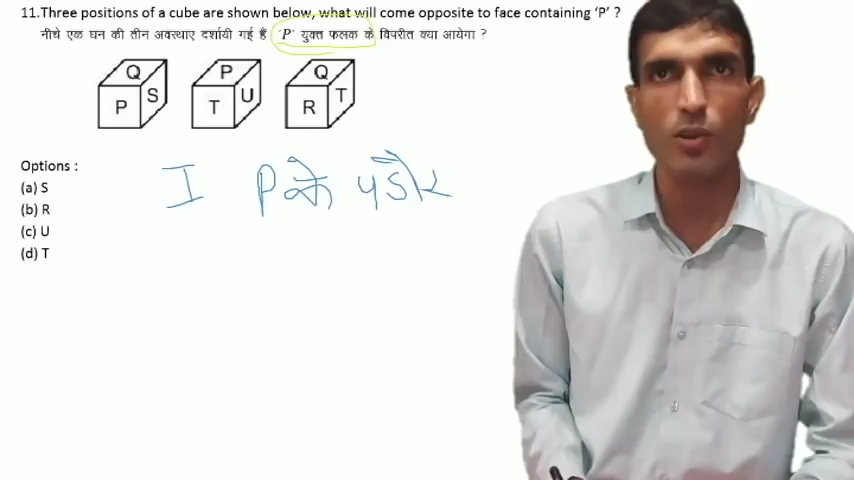 11.Three positions of a cube are shown below, what will come opposite to face containing ‘P’ ?
नीचे एक घन की तीन अवस्थाए दर्शायी गई हैं ‘P’ युक्त फलक के विपरीत क्या आयेगा ?
Q P S
P T U
Q R T
Options :
(a) S
(b) R
(c) U
(d) T
I P के